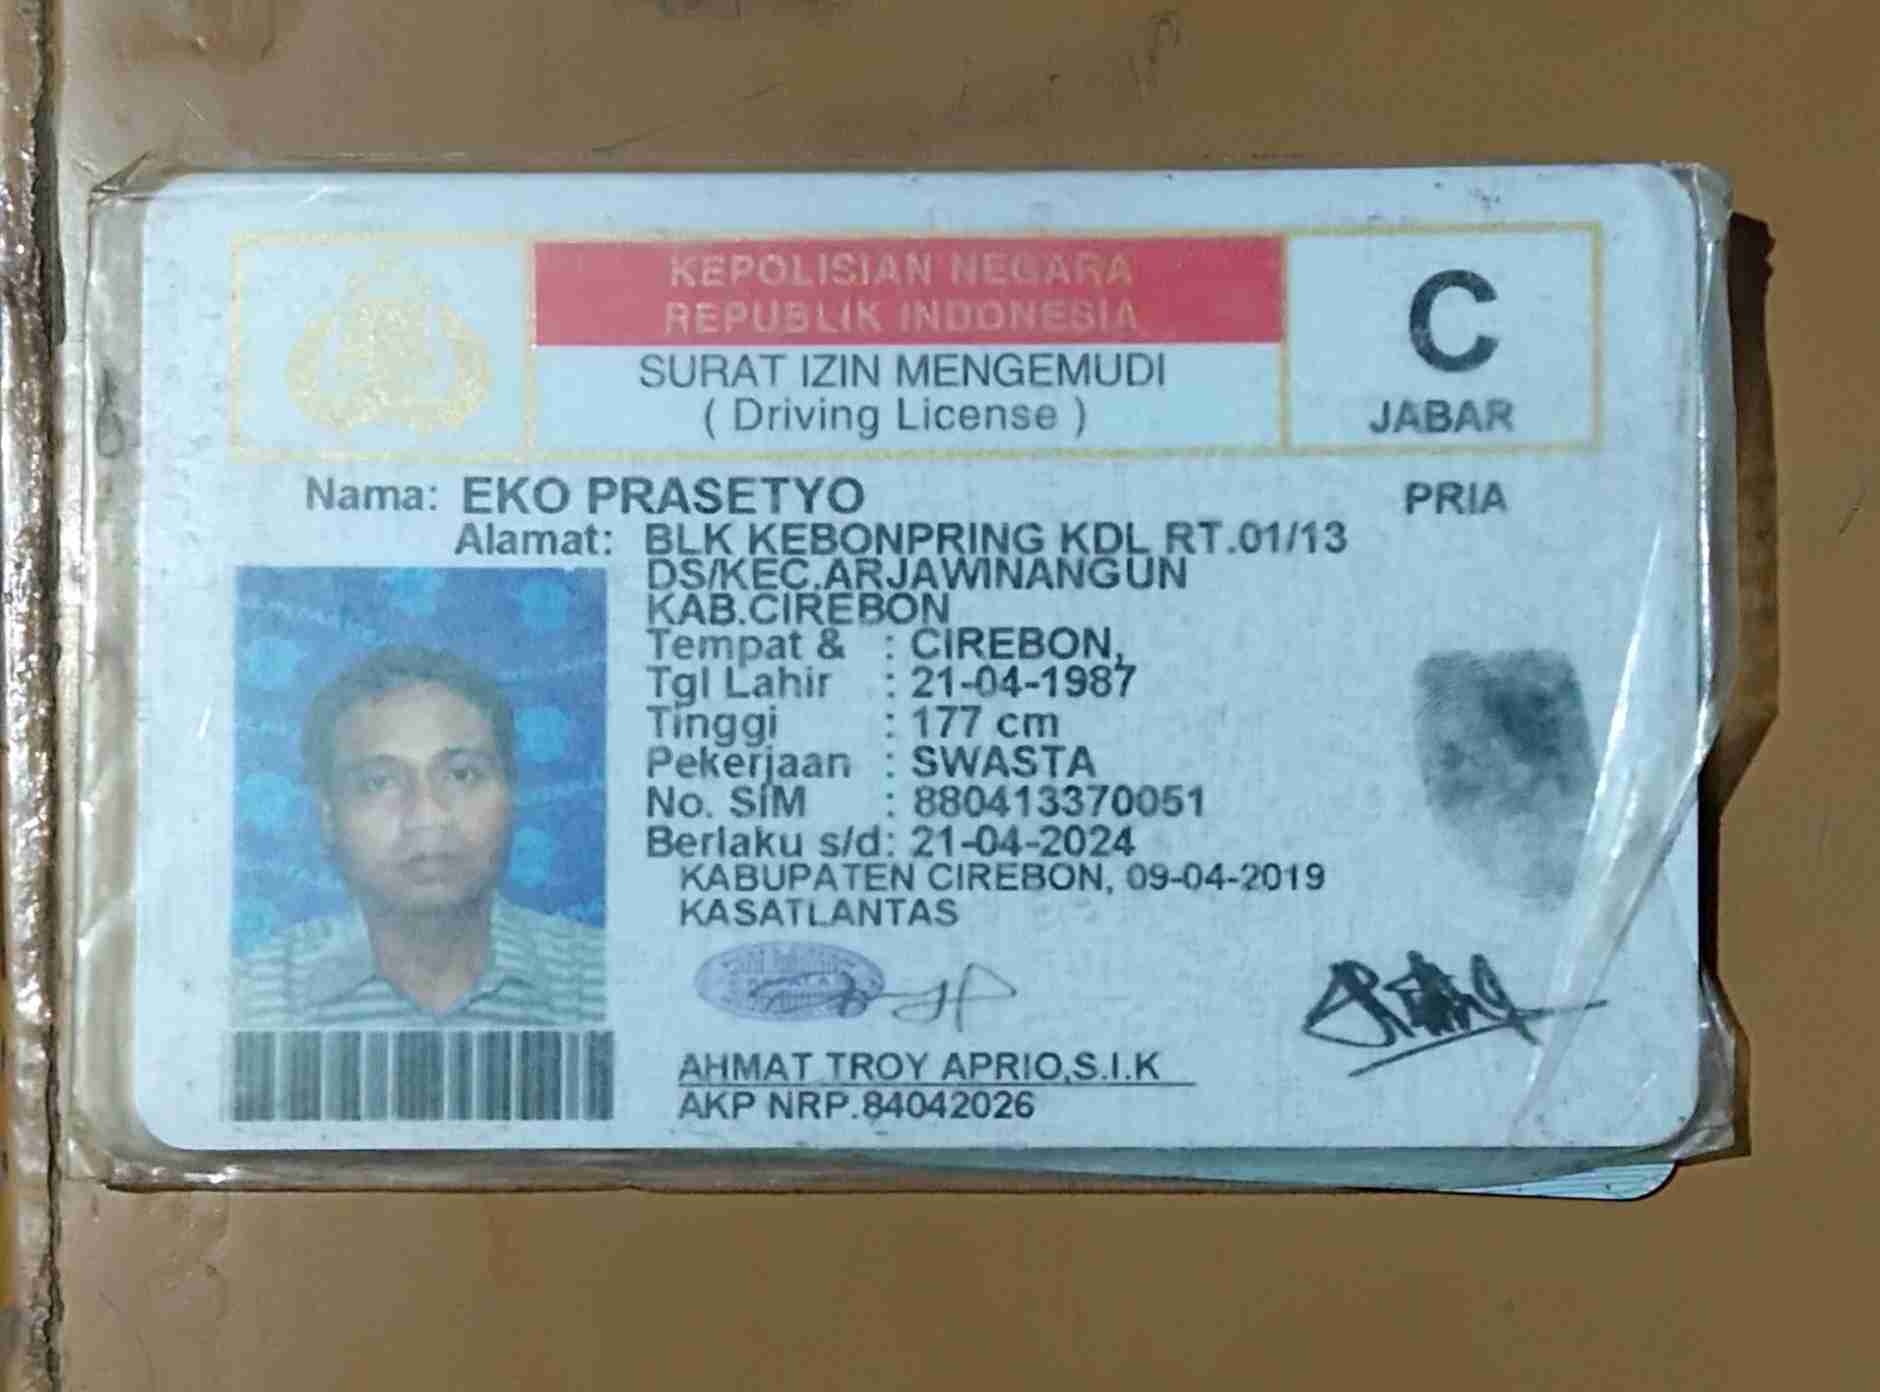 KEPOLISIAN NEGARA
REPUBLIK INDONESIA
SURAT IZIN MENGEMUDI
( Driving License )
C
JABAR
Nama: EKO PRASETYO
PRIA
Alamat: BLK KEBONPRING KDL RT.01/13
DS/KEC.ARJAWINANGUN
KAB.CIREBON
Tempat & : CIREBON,
Tgl Lahir : 21-04-1987
Tinggi : 177 cm
Pekerjaan : SWASTA
No. SIM : 880413370051
Berlaku s/d: 21-04-2024
KABUPATEN CIREBON, 09-04-2019
KASATLANTAS
AHMAT TROY APRIO,S.I.K
AKP NRP.84042026